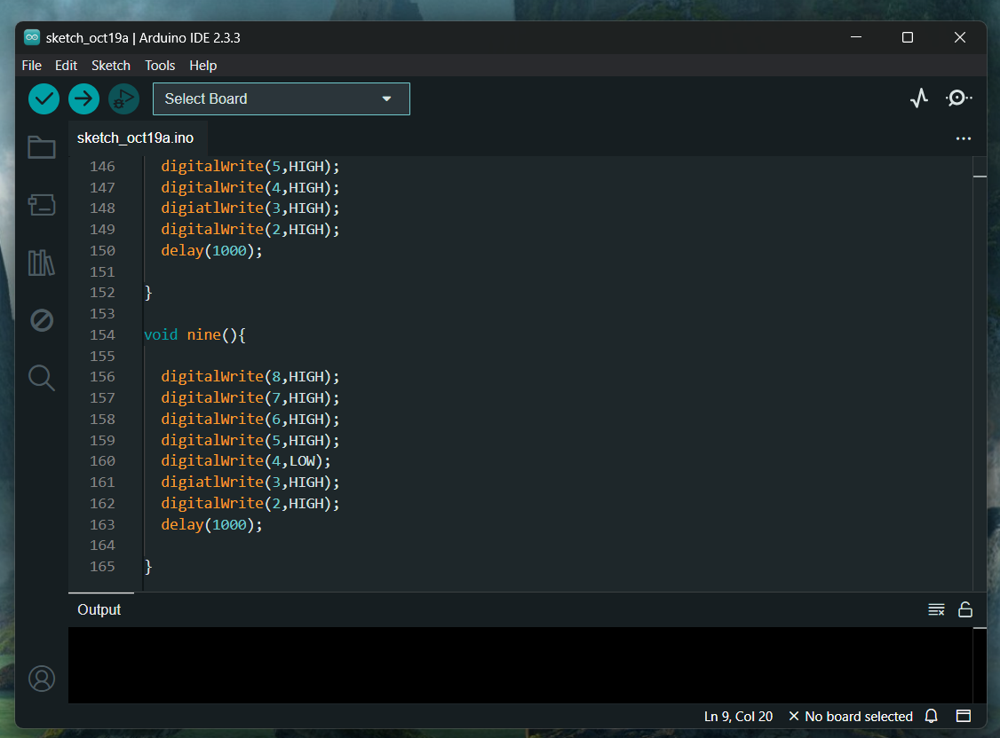 sketch_oct19a | Arduino IDE 2.3.3
File Edit Sketch Tools Help
Select Board
sketch_oct19a.ino
146 digitalWrite(5,HIGH);
147 digitalWrite(4,HIGH);
148 digiatlWrite(3,HIGH);
149 digitalWrite(2,HIGH);
150 delay(1000);
151
152 }
153
154 void nine(){
155
156 digitalWrite(8,HIGH);
157 digitalWrite(7,HIGH);
158 digitalWrite(6,HIGH);
159 digitalWrite(5,HIGH);
160 digitalWrite(4,LOW);
161 digiatlWrite(3,HIGH);
162 digitalWrite(2,HIGH);
163 delay(1000);
164
165 }
Output
Ln 9, Col 20 No board selected